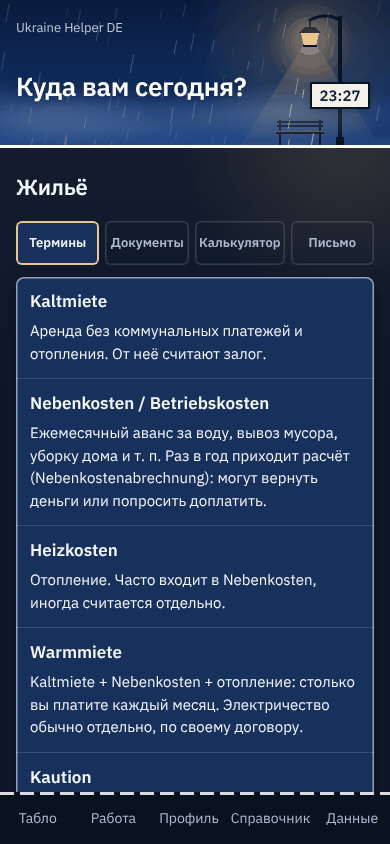 Ukraine Helper DE
Куда вам сегодня?
23:27
Жильё
Термины
Документы
Калькулятор
Письмо
Kaltmiete
Аренда без коммунальных платежей и
отопления. От неё считают залог.
Nebenkosten / Betriebskosten
Ежемесячный аванс за воду, вывоз мусора,
уборку дома и т. п. Раз в год приходит расчёт
(Nebenkostenabrechnung): могут вернуть
деньги или попросить доплатить.
Heizkosten
Отопление. Часто входит в Nebenkosten,
иногда считается отдельно.
Warmmiete
Kaltmiete + Nebenkosten + отопление: столько
вы платите каждый месяц. Электричество
обычно отдельно, по своему договору.
Kaution
Табло
Работа
Профиль
Справочник
Данные